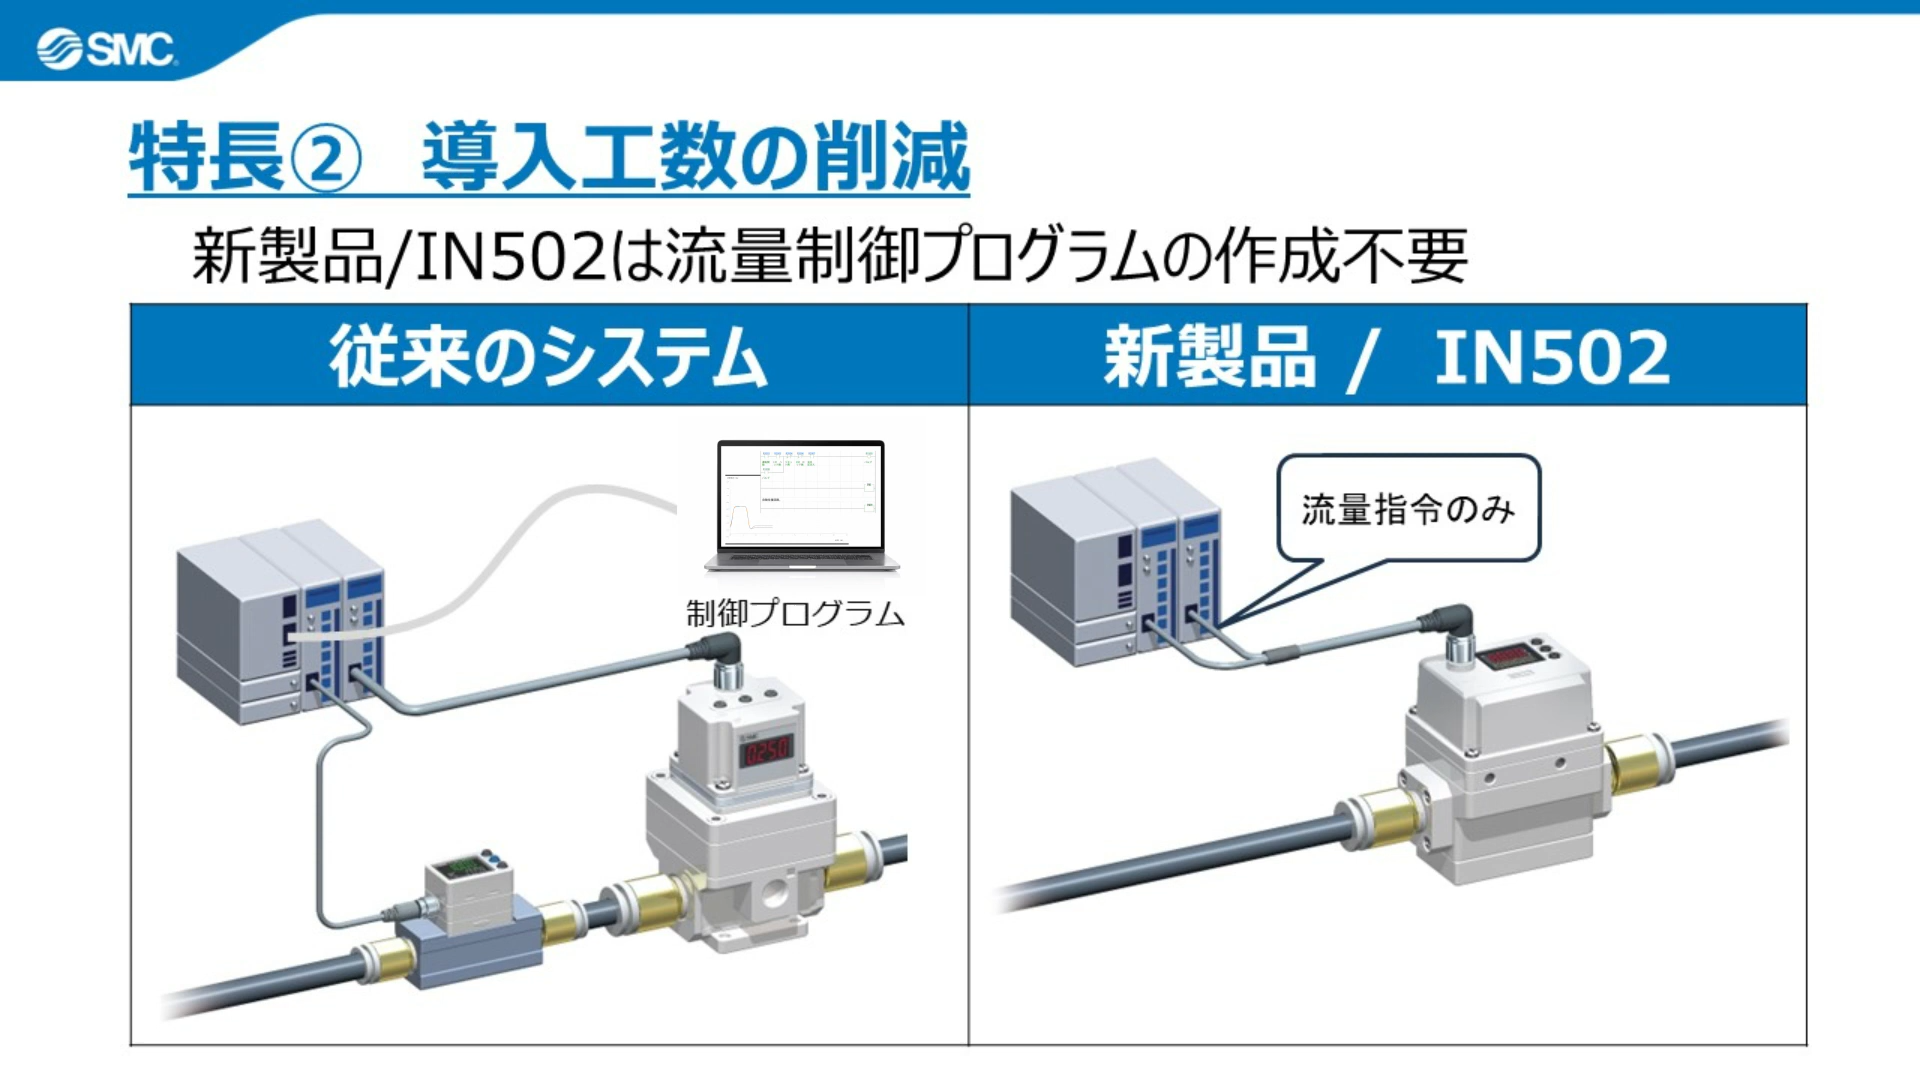 SMC
特長② 導入工数の削減
新製品/IN502は流量制御プログラムの作成不要
従来のシステム
新製品 / IN502
流量指令のみ
制御プログラム
0.250